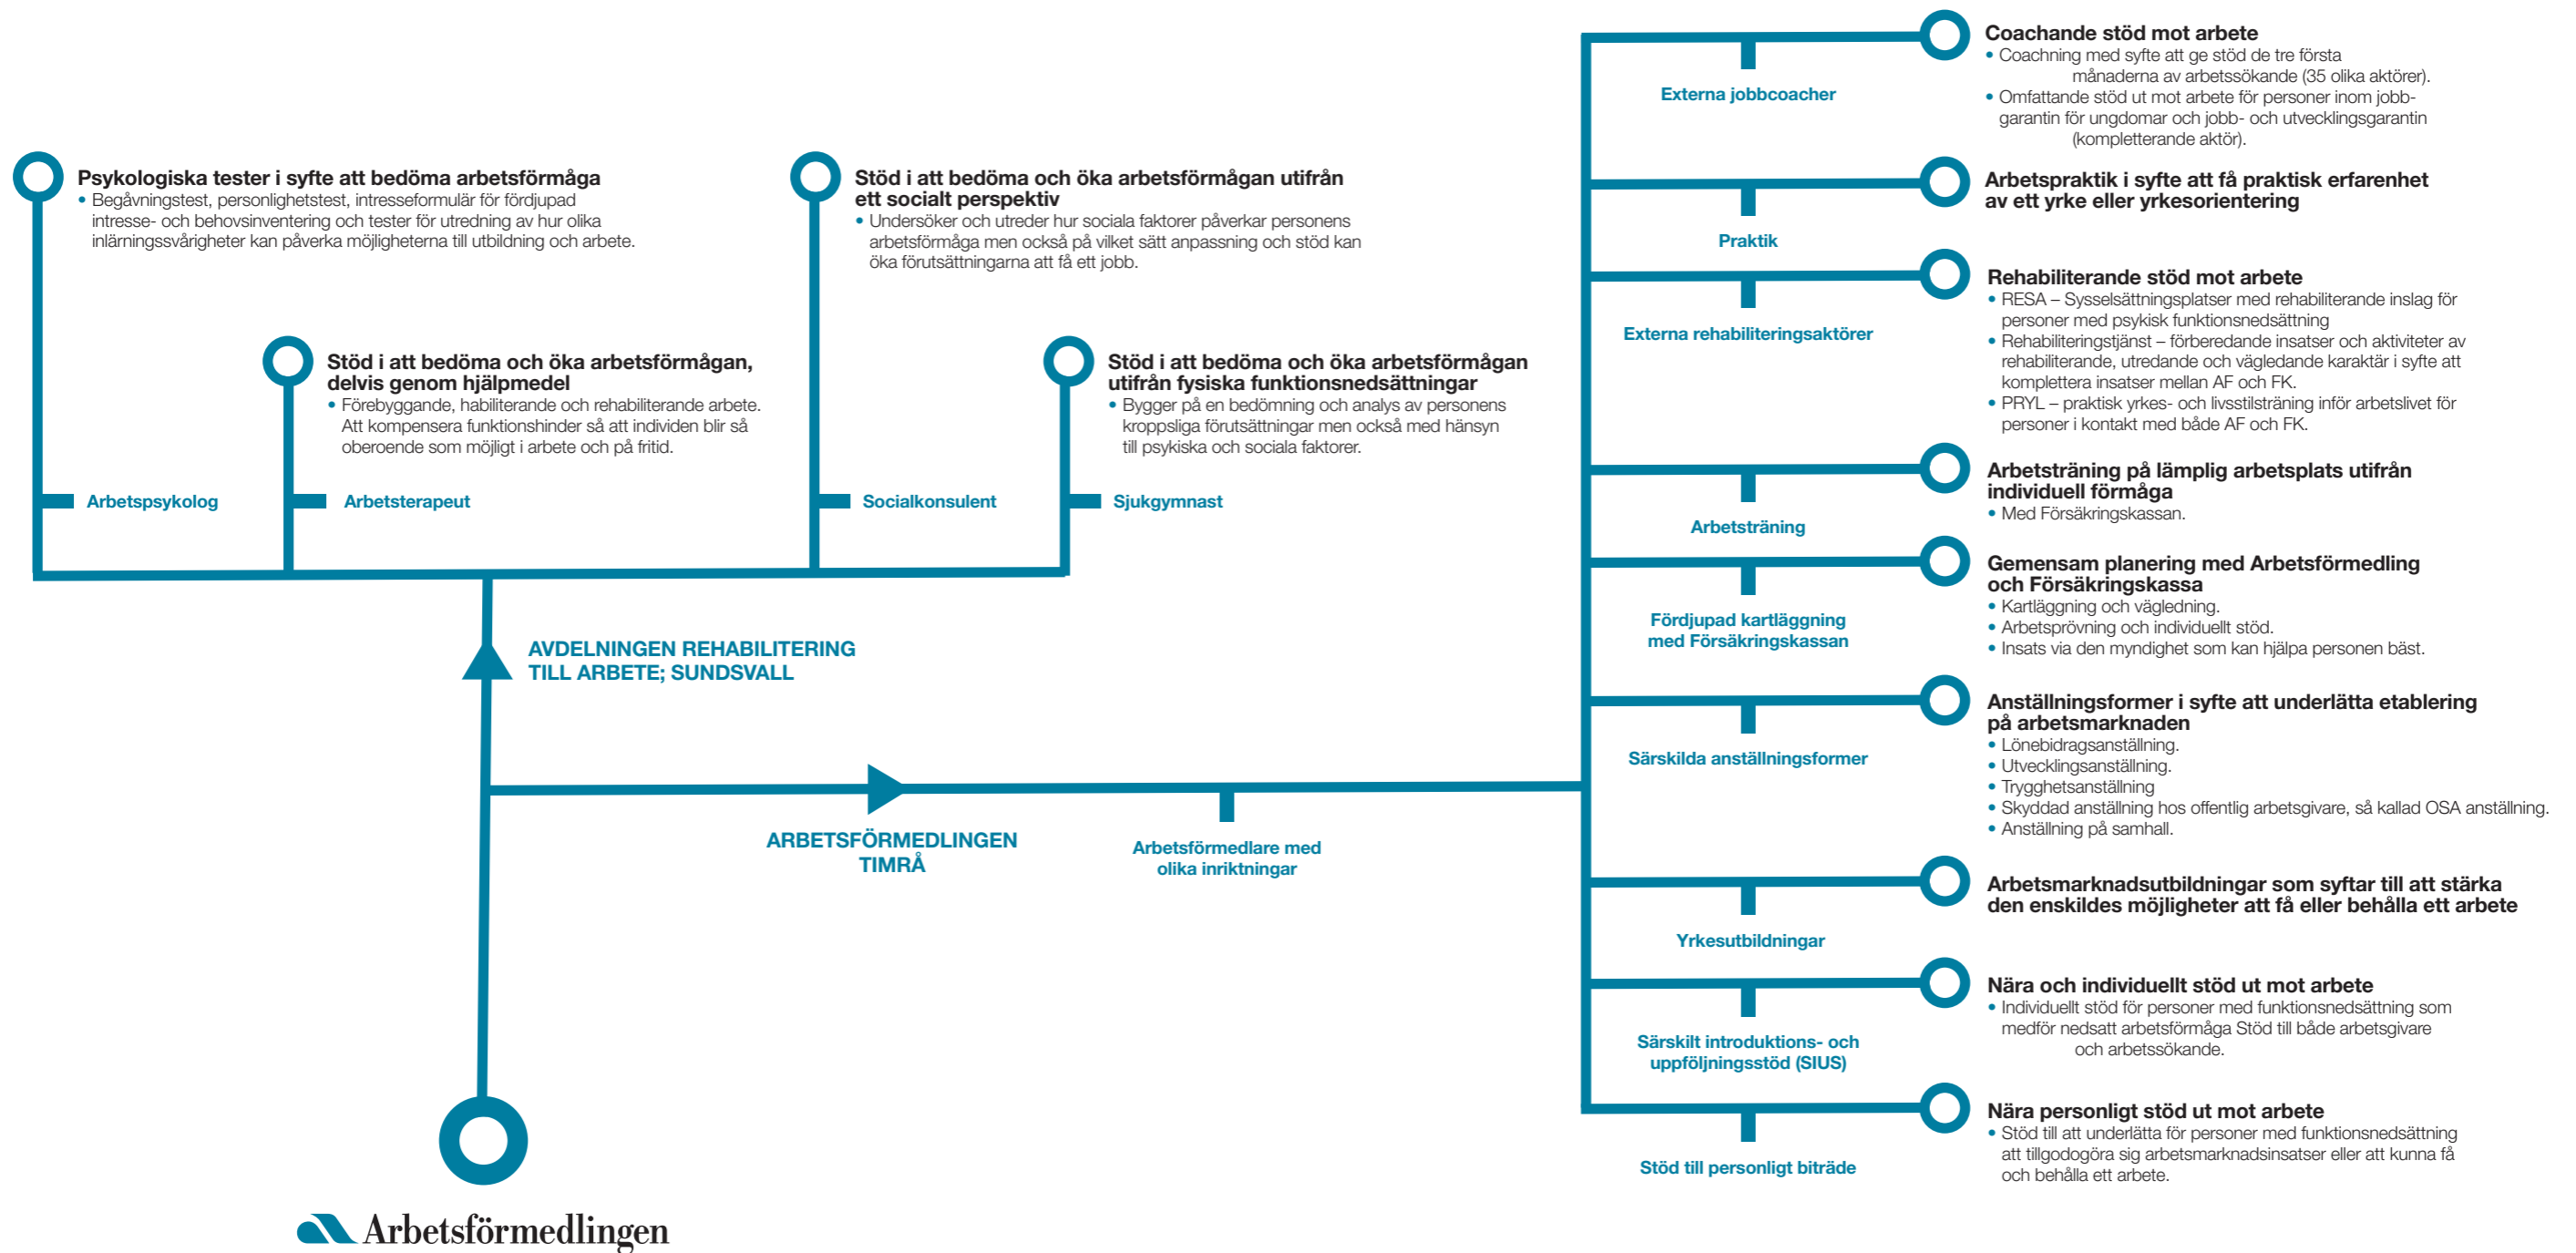 Psykologiska tester i syfte att bedöma arbetsförmåga
• Begåvningstest, personlighetstest, intresseformulär för fördjupad
intresse- och behovsinventering och tester för utredning av hur olika
inlärningssvårigheter kan påverka möjligheterna till utbildning och arbete.
Arbetspsykolog
Stöd i att bedöma och öka arbetsförmågan,
delvis genom hjälpmedel
• Förebyggande, habiliterande och rehabiliterande arbete.
Att kompensera funktionshinder så att individen blir så
oberoende som möjligt i arbete och på fritid.
Arbetsterapeut
Stöd i att bedöma och öka arbetsförmågan utifrån
ett socialt perspektiv
• Undersöker och utreder hur sociala faktorer påverkar personens
arbetsförmåga men också på vilket sätt anpassning och stöd kan
öka förutsättningarna att få ett jobb.
Socialkonsulent
Stöd i att bedöma och öka arbetsförmågan
utifrån fysiska funktionsnedsättningar
• Bygger på en bedömning och analys av personens
kroppsliga förutsättningar men också med hänsyn
till psykiska och sociala faktorer.
Sjukgymnast
AVDELNINGEN REHABILITERING
TILL ARBETE; SUNDSVALL
ARBETSFÖRMEDLINGEN
TIMRÅ
Arbetsförmedlare med
olika inriktningar
Arbetsförmedlingen
Externa jobbcoacher
Coachande stöd mot arbete
• Coachning med syfte att ge stöd de tre första
månaderna av arbetssökande (35 olika aktörer).
• Omfattande stöd ut mot arbete för personer inom jobb-
garantin för ungdomar och jobb- och utvecklingsgarantin
(kompletterande aktör).
Praktik
Arbetspraktik i syfte att få praktisk erfarenhet
av ett yrke eller yrkesorientering
Externa rehabiliteringsaktörer
Rehabiliterande stöd mot arbete
• RESA – Sysselsättningsplatser med rehabiliterande inslag för
personer med psykisk funktionsnedsättning
• Rehabiliteringstjänst – förberedande insatser och aktiviteter av
rehabiliterande, utredande och vägledande karaktär i syfte att
komplettera insatser mellan AF och FK.
• PRYL – praktisk yrkes- och livsstilsträning inför arbetslivet för
personer i kontakt med både AF och FK.
Arbetsträning
Arbetsträning på lämplig arbetsplats utifrån
individuell förmåga
• Med Försäkringskassan.
Fördjupad kartläggning
med Försäkringskassan
Gemensam planering med Arbetsförmedling
och Försäkringskassa
• Kartläggning och vägledning.
• Arbetsprövning och individuellt stöd.
• Insats via den myndighet som kan hjälpa personen bäst.
Särskilda anställningsformer
Anställningsformer i syfte att underlätta etablering
på arbetsmarknaden
• Lönebidragsanställning.
• Utvecklingsanställning.
• Trygghetsanställning
• Skyddad anställning hos offentlig arbetsgivare, så kallad OSA anställning.
• Anställning på samhall.
Yrkesutbildningar
Arbetsmarknadsutbildningar som syftar till att stärka
den enskildes möjligheter att få eller behålla ett arbete
Särskilt introduktions- och
uppföljningsstöd (SIUS)
Nära och individuellt stöd ut mot arbete
• Individuellt stöd för personer med funktionsnedsättning som
medför nedsatt arbetsförmåga Stöd till både arbetsgivare
och arbetssökande.
Stöd till personligt biträde
Nära personligt stöd ut mot arbete
• Stöd till att underlätta för personer med funktionsnedsättning
att tillgodogöra sig arbetsmarknadsinsatser eller att kunna få
och behålla ett arbete.